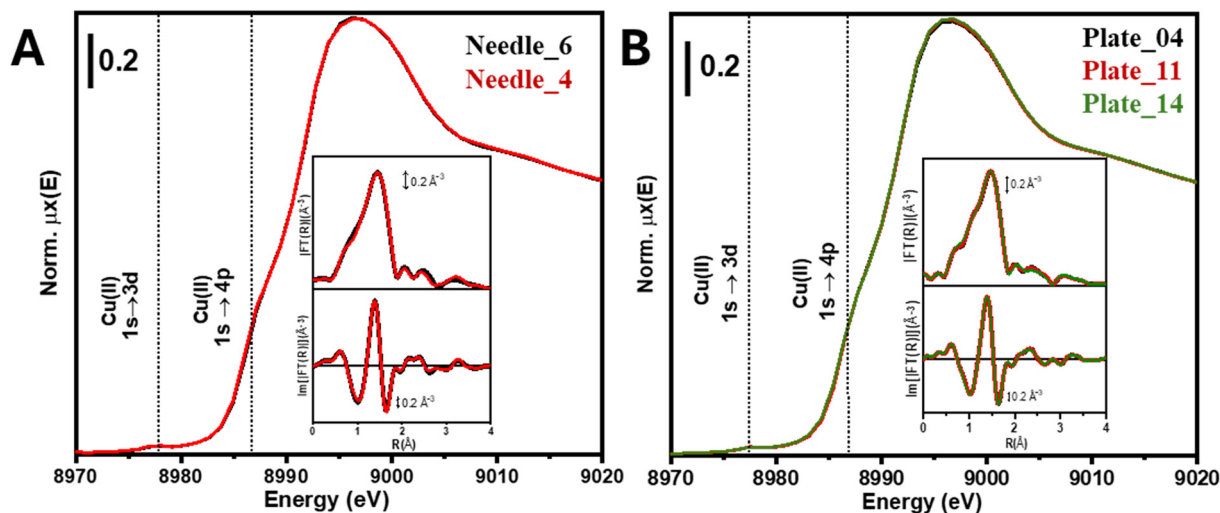 A
0.2
Needle_6
Needle_4
Norm. μx(E)
Cu(II)
1s→3d
Cu(II)
1s → 4p
|FT(R)|(Å⁻³)
0.2 Å⁻³
Im[|FT(R)|](Å⁻³)
0.2 Å⁻³
0 1 2 3 4
R(Å)
8970 8980 8990 9000 9010 9020
Energy (eV)
B
0.2
Plate_04
Plate_11
Plate_14
Norm. μx(E)
Cu(II)
1s → 3d
Cu(II)
1s → 4p
|FT(R)|(Å⁻³)
0.2 Å⁻³
Im[|FT(R)|](Å⁻³)
0.2 Å⁻³
0 1 2 3 4
R(Å)
8970 8980 8990 9000 9010 9020
Energy (eV)